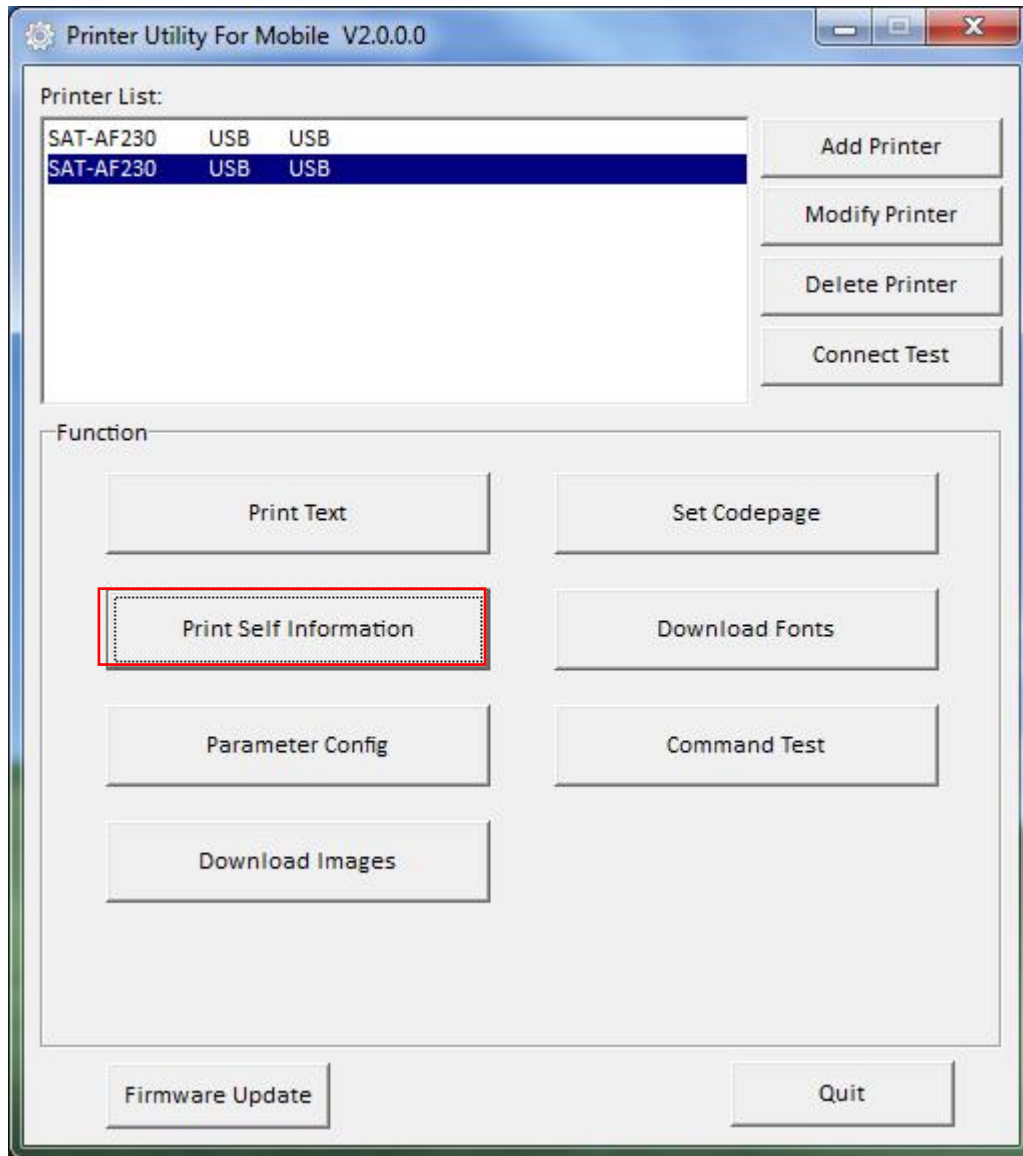 Printer Utility For Mobile V2.0.0.0
Printer List:
SAT-AF230 USB USB
SAT-AF230 USB USB
Add Printer
Modify Printer
Delete Printer
Connect Test
Function
Print Text
Set Codepage
Print Self Information
Download Fonts
Parameter Config
Command Test
Download Images
Firmware Update
Quit